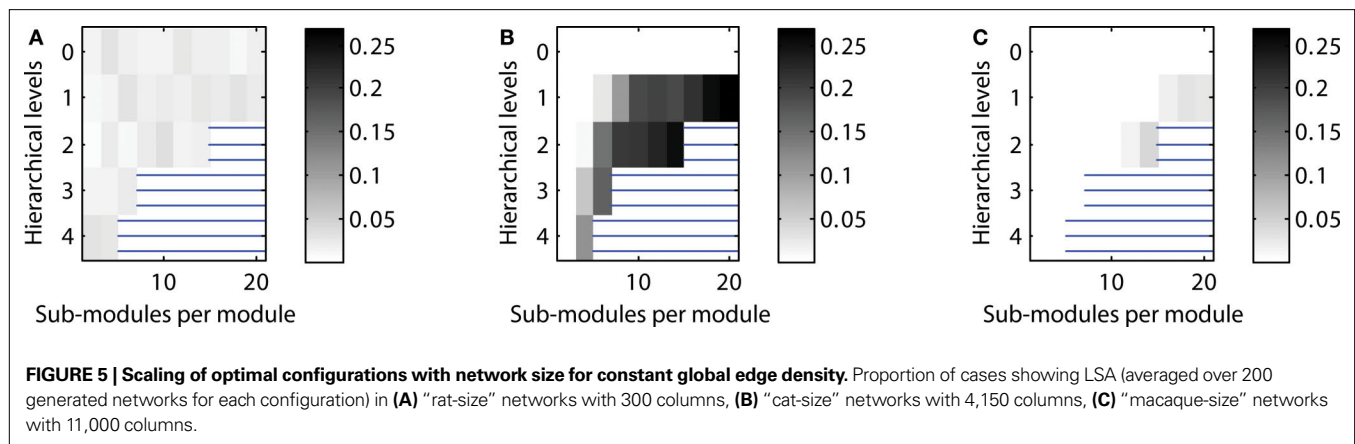 A
Hierarchical levels
0
1
2
3
4
10 20
Sub-modules per module
0.25
0.2
0.15
0.1
0.05
B
Hierarchical levels
0
1
2
3
4
10 20
Sub-modules per module
0.25
0.2
0.15
0.1
0.05
C
Hierarchical levels
0
1
2
3
4
10 20
Sub-modules per module
0.25
0.2
0.15
0.1
0.05
FIGURE 5 | Scaling of optimal configurations with network size for constant global edge density. Proportion of cases showing LSA (averaged over 200
generated networks for each configuration) in (A) "rat-size" networks with 300 columns, (B) "cat-size" networks with 4,150 columns, (C) "macaque-size" networks
with 11,000 columns.